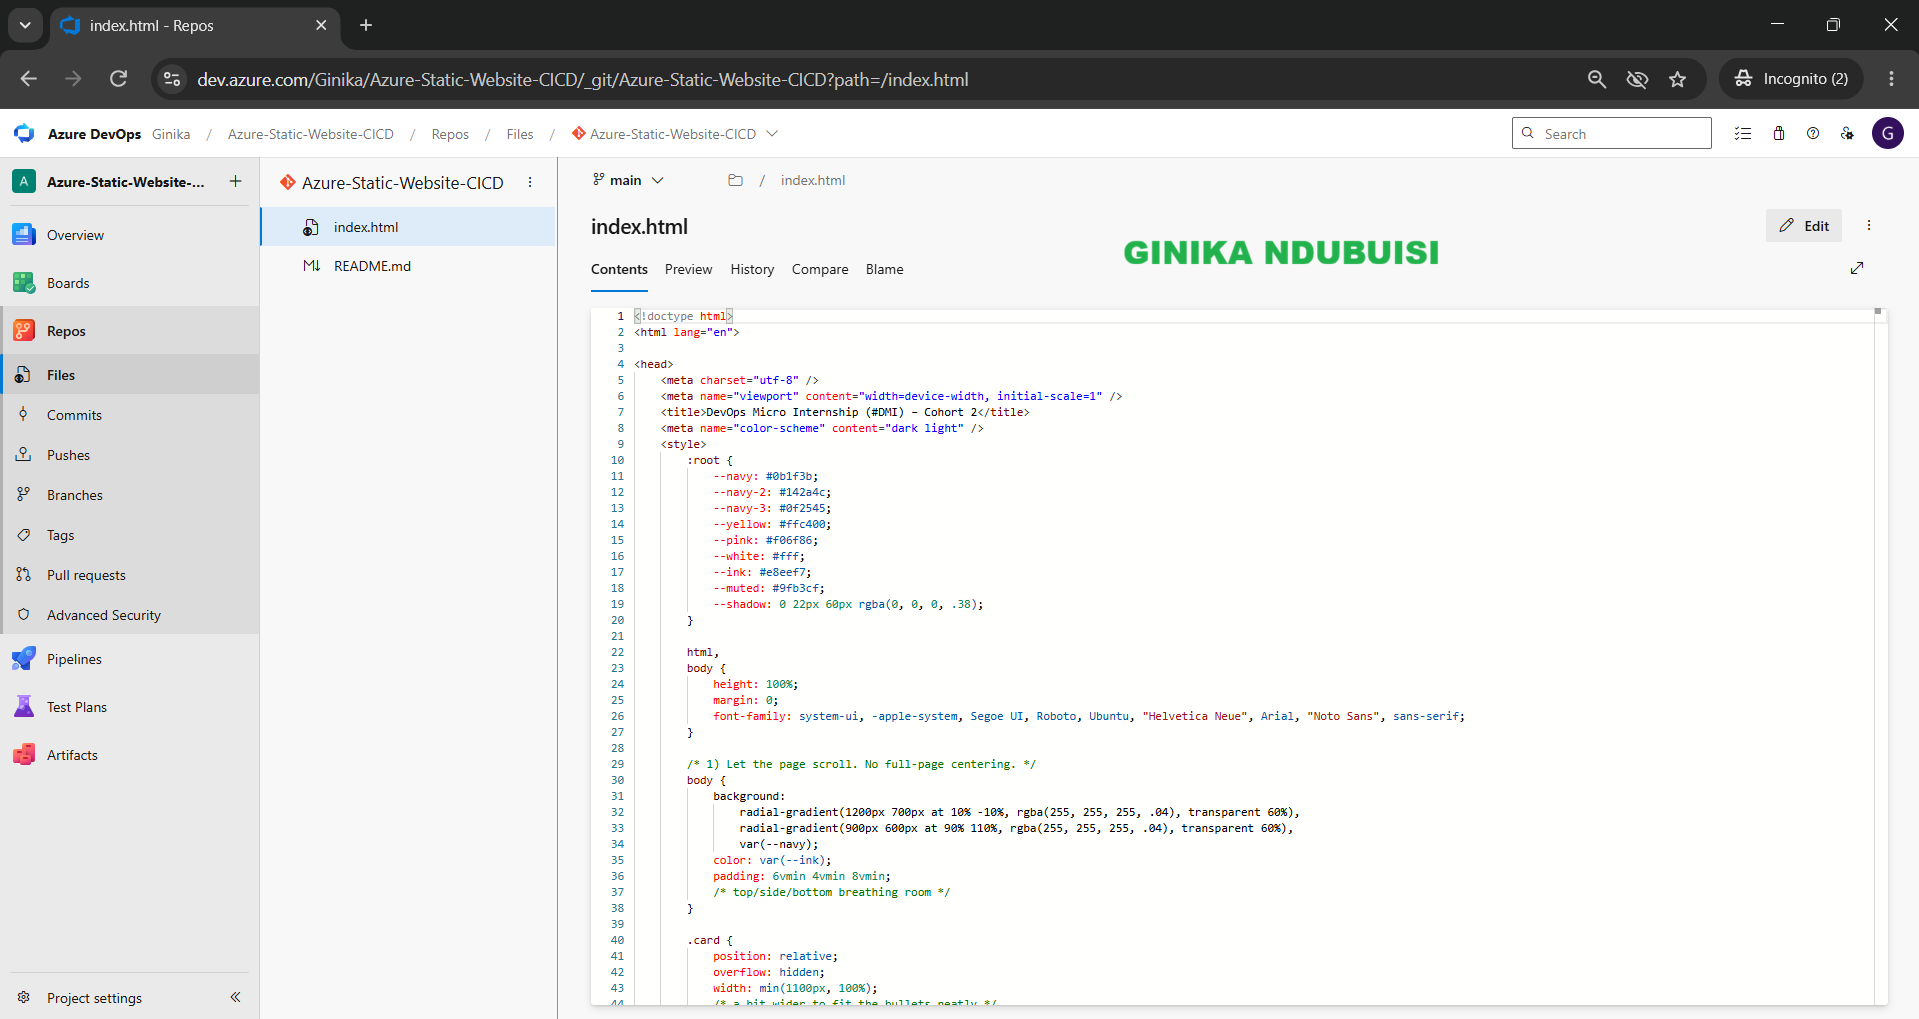 index.html - Repos
dev.azure.com/Ginika/Azure-Static-Website-CICD/_git/Azure-Static-Website-CICD?path=/index.html
Incognito (2)
Azure DevOps Ginika / Azure-Static-Website-CICD / Repos / Files / Azure-Static-Website-CICD
Search
G
A Azure-Static-Website-... +
Overview
Boards
Repos
Files
Commits
Pushes
Branches
Tags
Pull requests
Advanced Security
Pipelines
Test Plans
Artifacts
Project settings
Azure-Static-Website-CICD
index.html
README.md
main
/ index.html
index.html
Edit
GINIKA NDUBUISI
Contents Preview History Compare Blame
1 <!doctype html>
2 <html lang="en">
3
4 <head>
5 <meta charset="utf-8" />
6 <meta name="viewport" content="width=device-width, initial-scale=1" />
7 <title>DevOps Micro Internship (#DMI) – Cohort 2</title>
8 <meta name="color-scheme" content="dark light" />
9 <style>
10 :root {
11 --navy: #0b1f3b;
12 --navy-2: #142a4c;
13 --navy-3: #0f2545;
14 --yellow: #ffc400;
15 --pink: #f06f86;
16 --white: #fff;
17 --ink: #e8eef7;
18 --muted: #9fb3cf;
19 --shadow: 0 22px 60px rgba(0, 0, 0, .38);
20 }
21
22 html,
23 body {
24 height: 100%;
25 margin: 0;
26 font-family: system-ui, -apple-system, Segoe UI, Roboto, Ubuntu, "Helvetica Neue", Arial, "Noto Sans", sans-serif;
27 }
28
29 /* 1) Let the page scroll. No full-page centering. */
30 body {
31 background:
32 radial-gradient(1200px 700px at 10% -10%, rgba(255, 255, 255, .04), transparent 60%),
33 radial-gradient(900px 600px at 90% 110%, rgba(255, 255, 255, .04), transparent 60%),
34 var(--navy);
35 color: var(--ink);
36 padding: 6vmin 4vmin 8vmin;
37 /* top/side/bottom breathing room */
38 }
39
40 .card {
41 position: relative;
42 overflow: hidden;
43 width: min(1100px, 100%);
44 /* a bit wider to fit the bullets neatly */